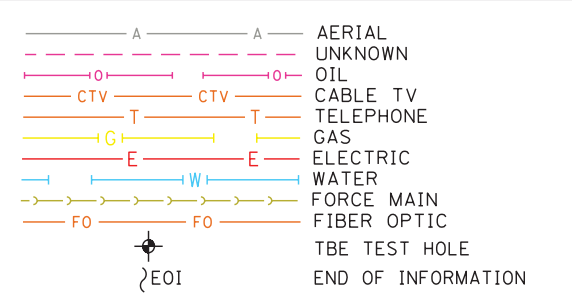 A A AERIAL
UNKNOWN
O O OIL
CTV CTV CABLE TV
T T TELEPHONE
G GAS
E E ELECTRIC
W WATER
FORCE MAIN
FO FO FIBER OPTIC
TBE TEST HOLE
EOI END OF INFORMATION